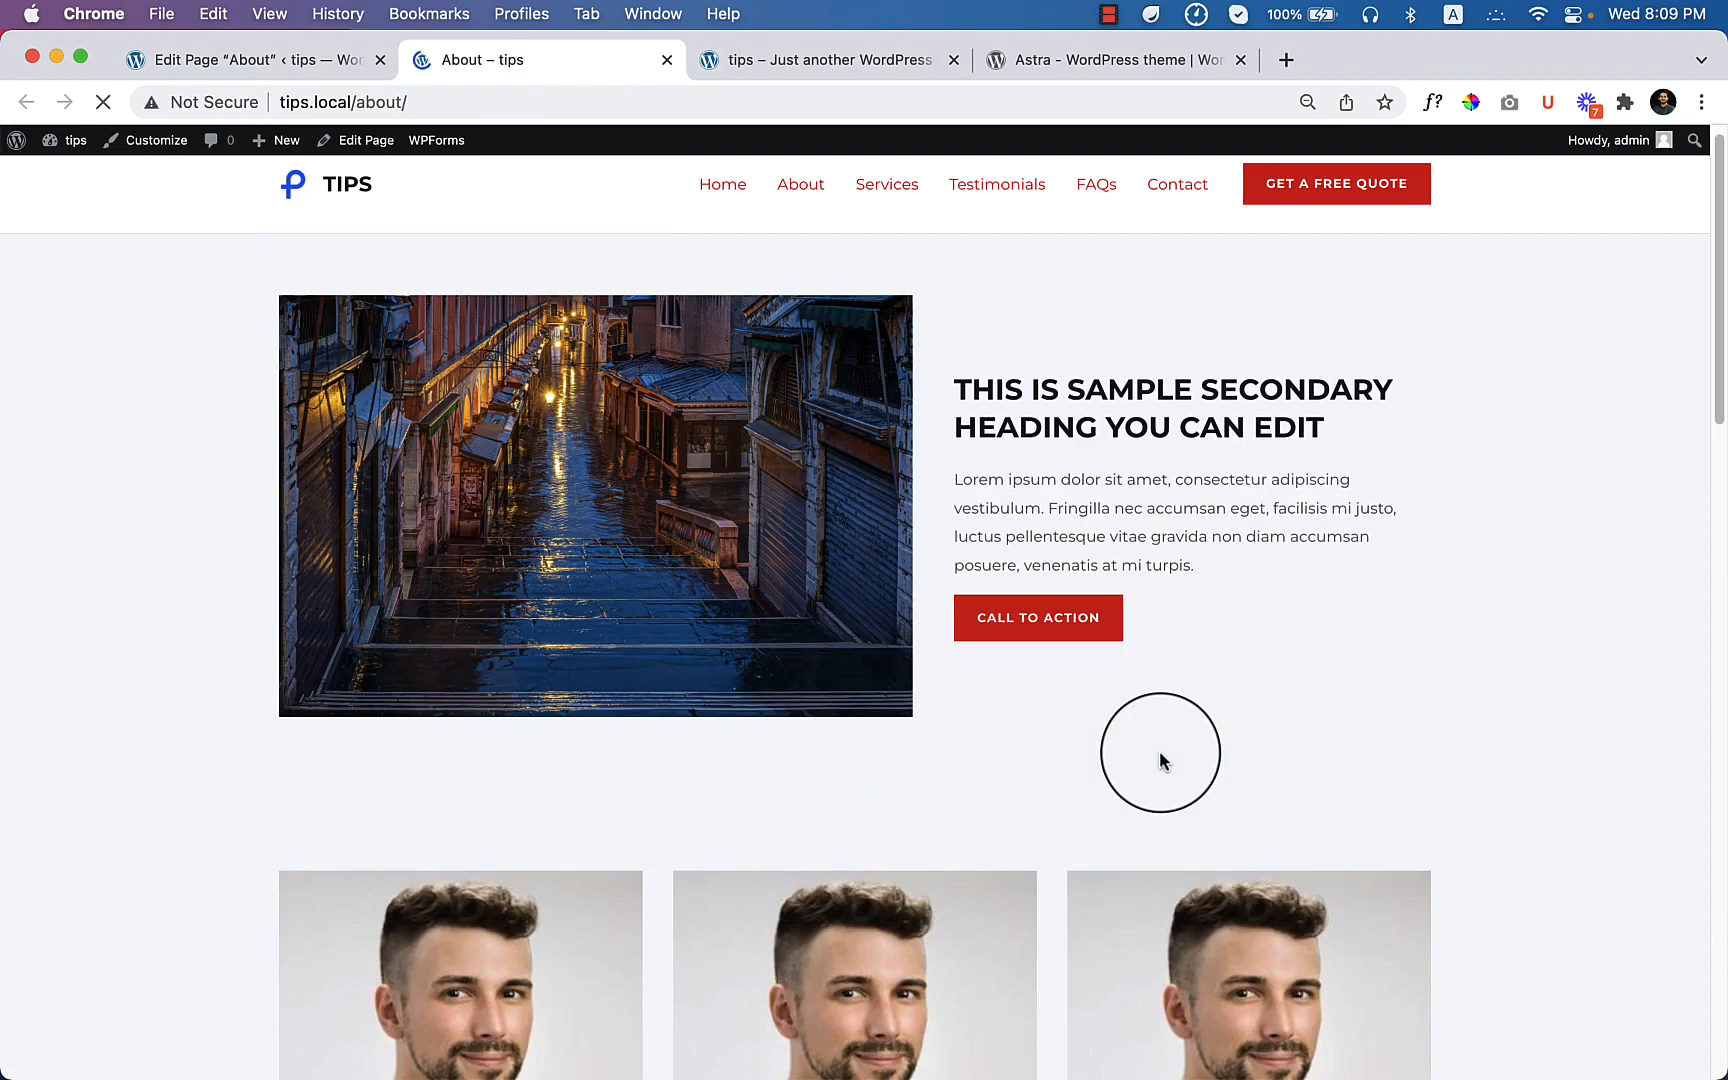 Chrome File Edit View History Bookmarks Profiles Tab Window Help 100% A Wed 8:09 PM
Edit Page “About” ‹ tips — Wor About – tips tips – Just another WordPress Astra - WordPress theme | Wor
Not Secure tips.local/about/ f? U 7
tips Customize 0 New Edit Page WPForms Howdy, admin
TIPS Home About Services Testimonials FAQs Contact GET A FREE QUOTE
THIS IS SAMPLE SECONDARY
HEADING YOU CAN EDIT
Lorem ipsum dolor sit amet, consectetur adipiscing
vestibulum. Fringilla nec accumsan eget, facilisis mi justo,
luctus pellentesque vitae gravida non diam accumsan
posuere, venenatis at mi turpis.
CALL TO ACTION